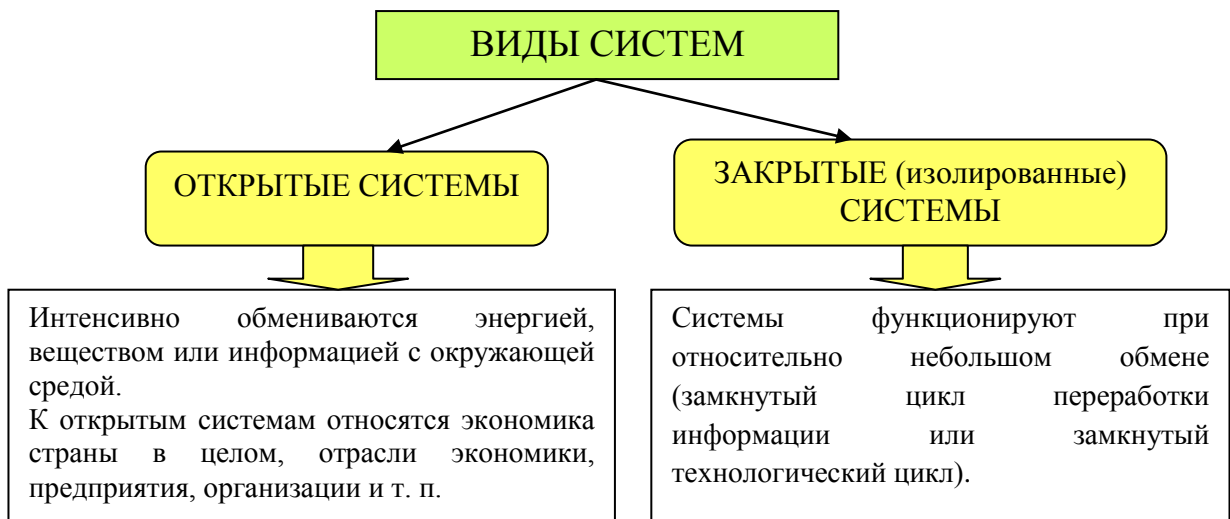 ВИДЫ СИСТЕМ
ОТКРЫТЫЕ СИСТЕМЫ
ЗАКРЫТЫЕ (изолированные)
СИСТЕМЫ
Интенсивно обмениваются энергией,
веществом или информацией с окружающей
средой.
К открытым системам относятся экономика
страны в целом, отрасли экономики,
предприятия, организации и т. п.
Системы функционируют при
относительно небольшом обмене
(замкнутый цикл переработки
информации или замкнутый
технологический цикл).